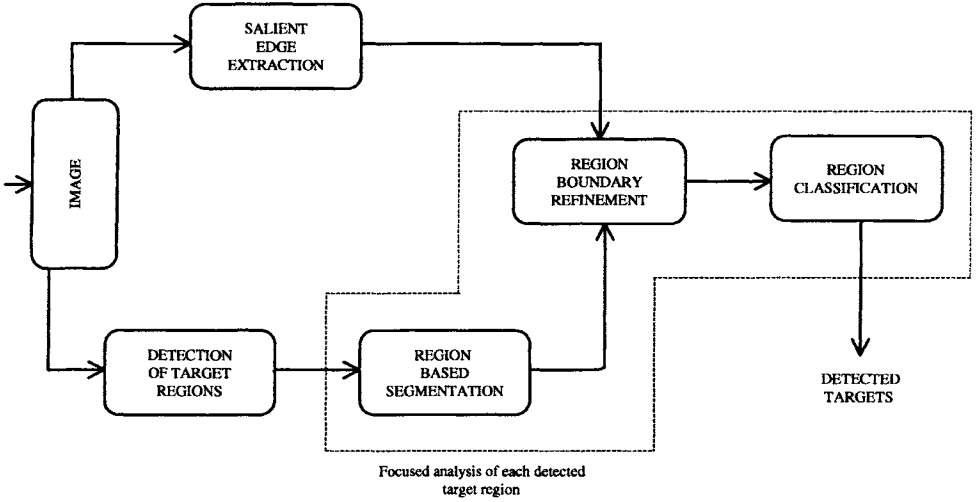 SALIENT
EDGE
EXTRACTION
IMAGE
REGION
BOUNDARY
REFINEMENT
REGION
CLASSIFICATION
DETECTION
OF TARGET
REGIONS
REGION
BASED
SEGMENTATION
DETECTED
TARGETS
Focused analysis of each detected
target region